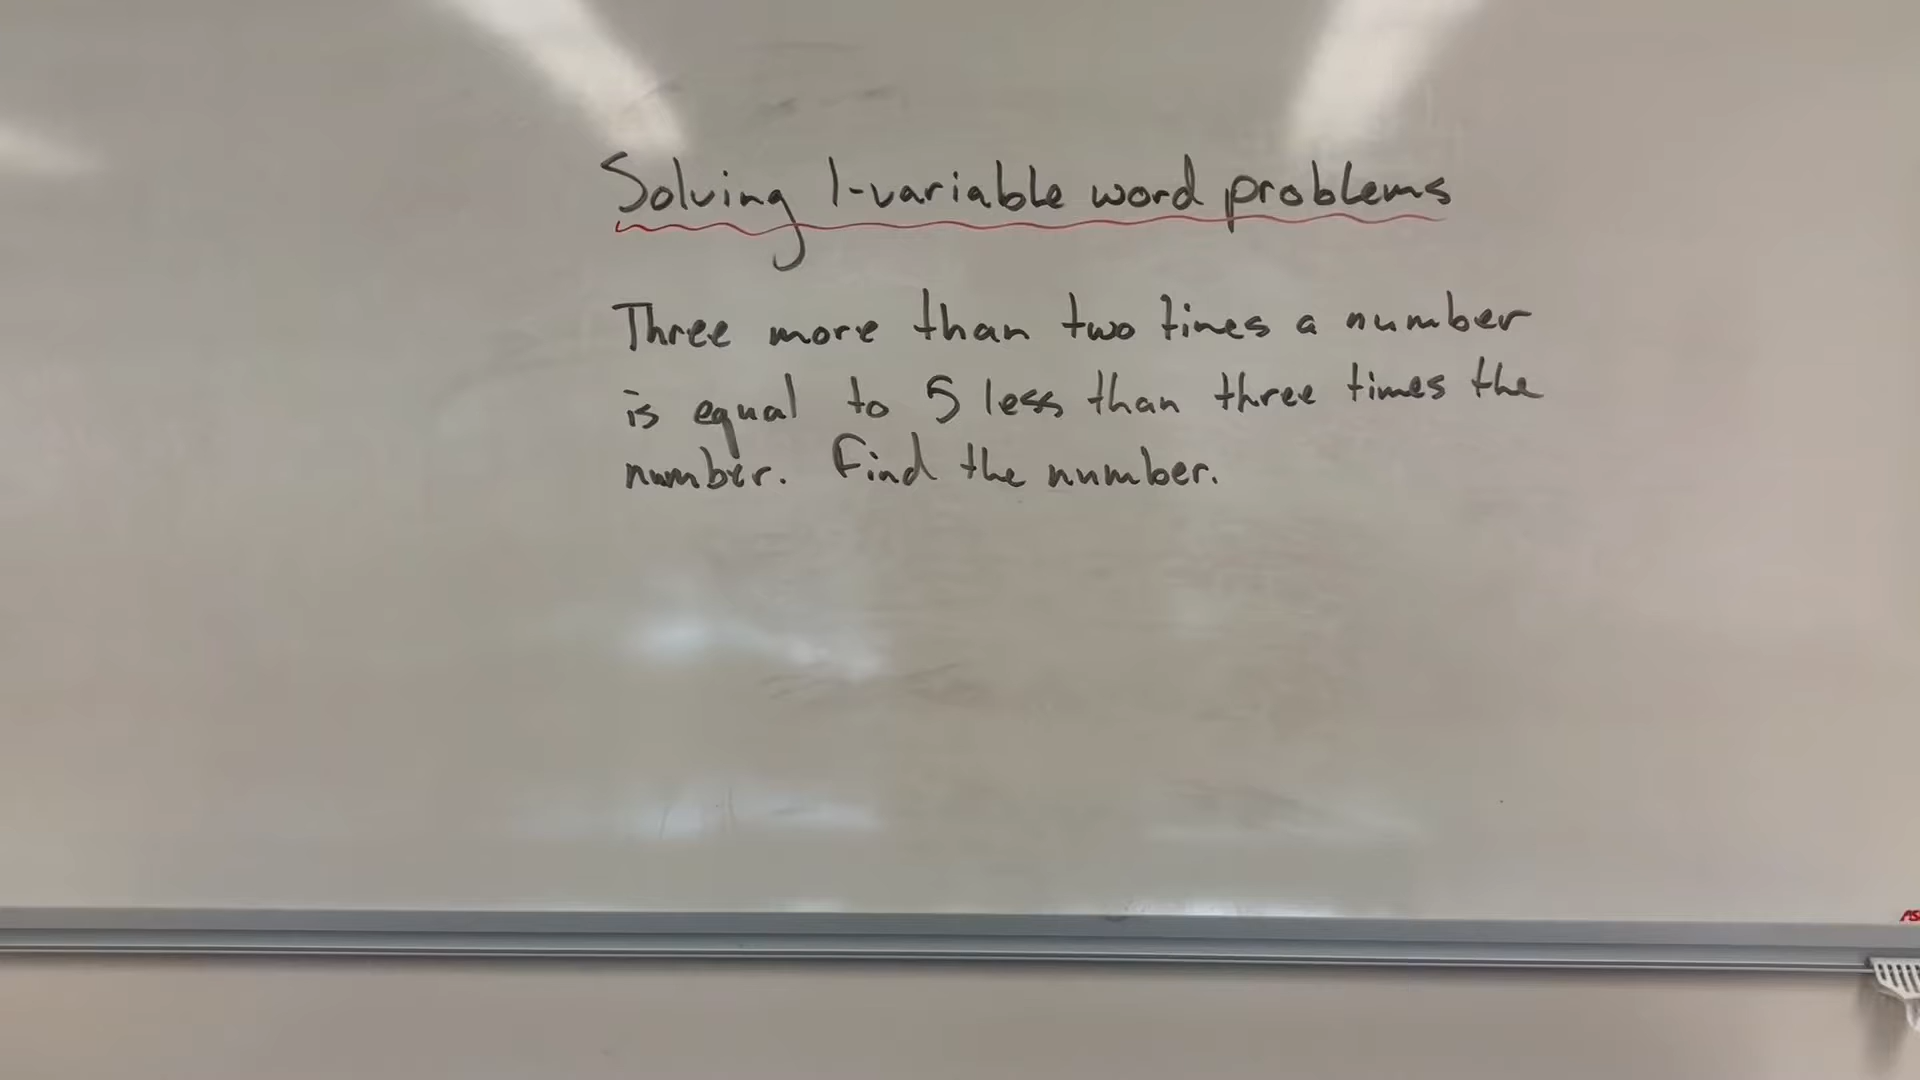 Solving 1-variable word problems
Three more than two times a number
is equal to 5 less than three times the
number. Find the number.